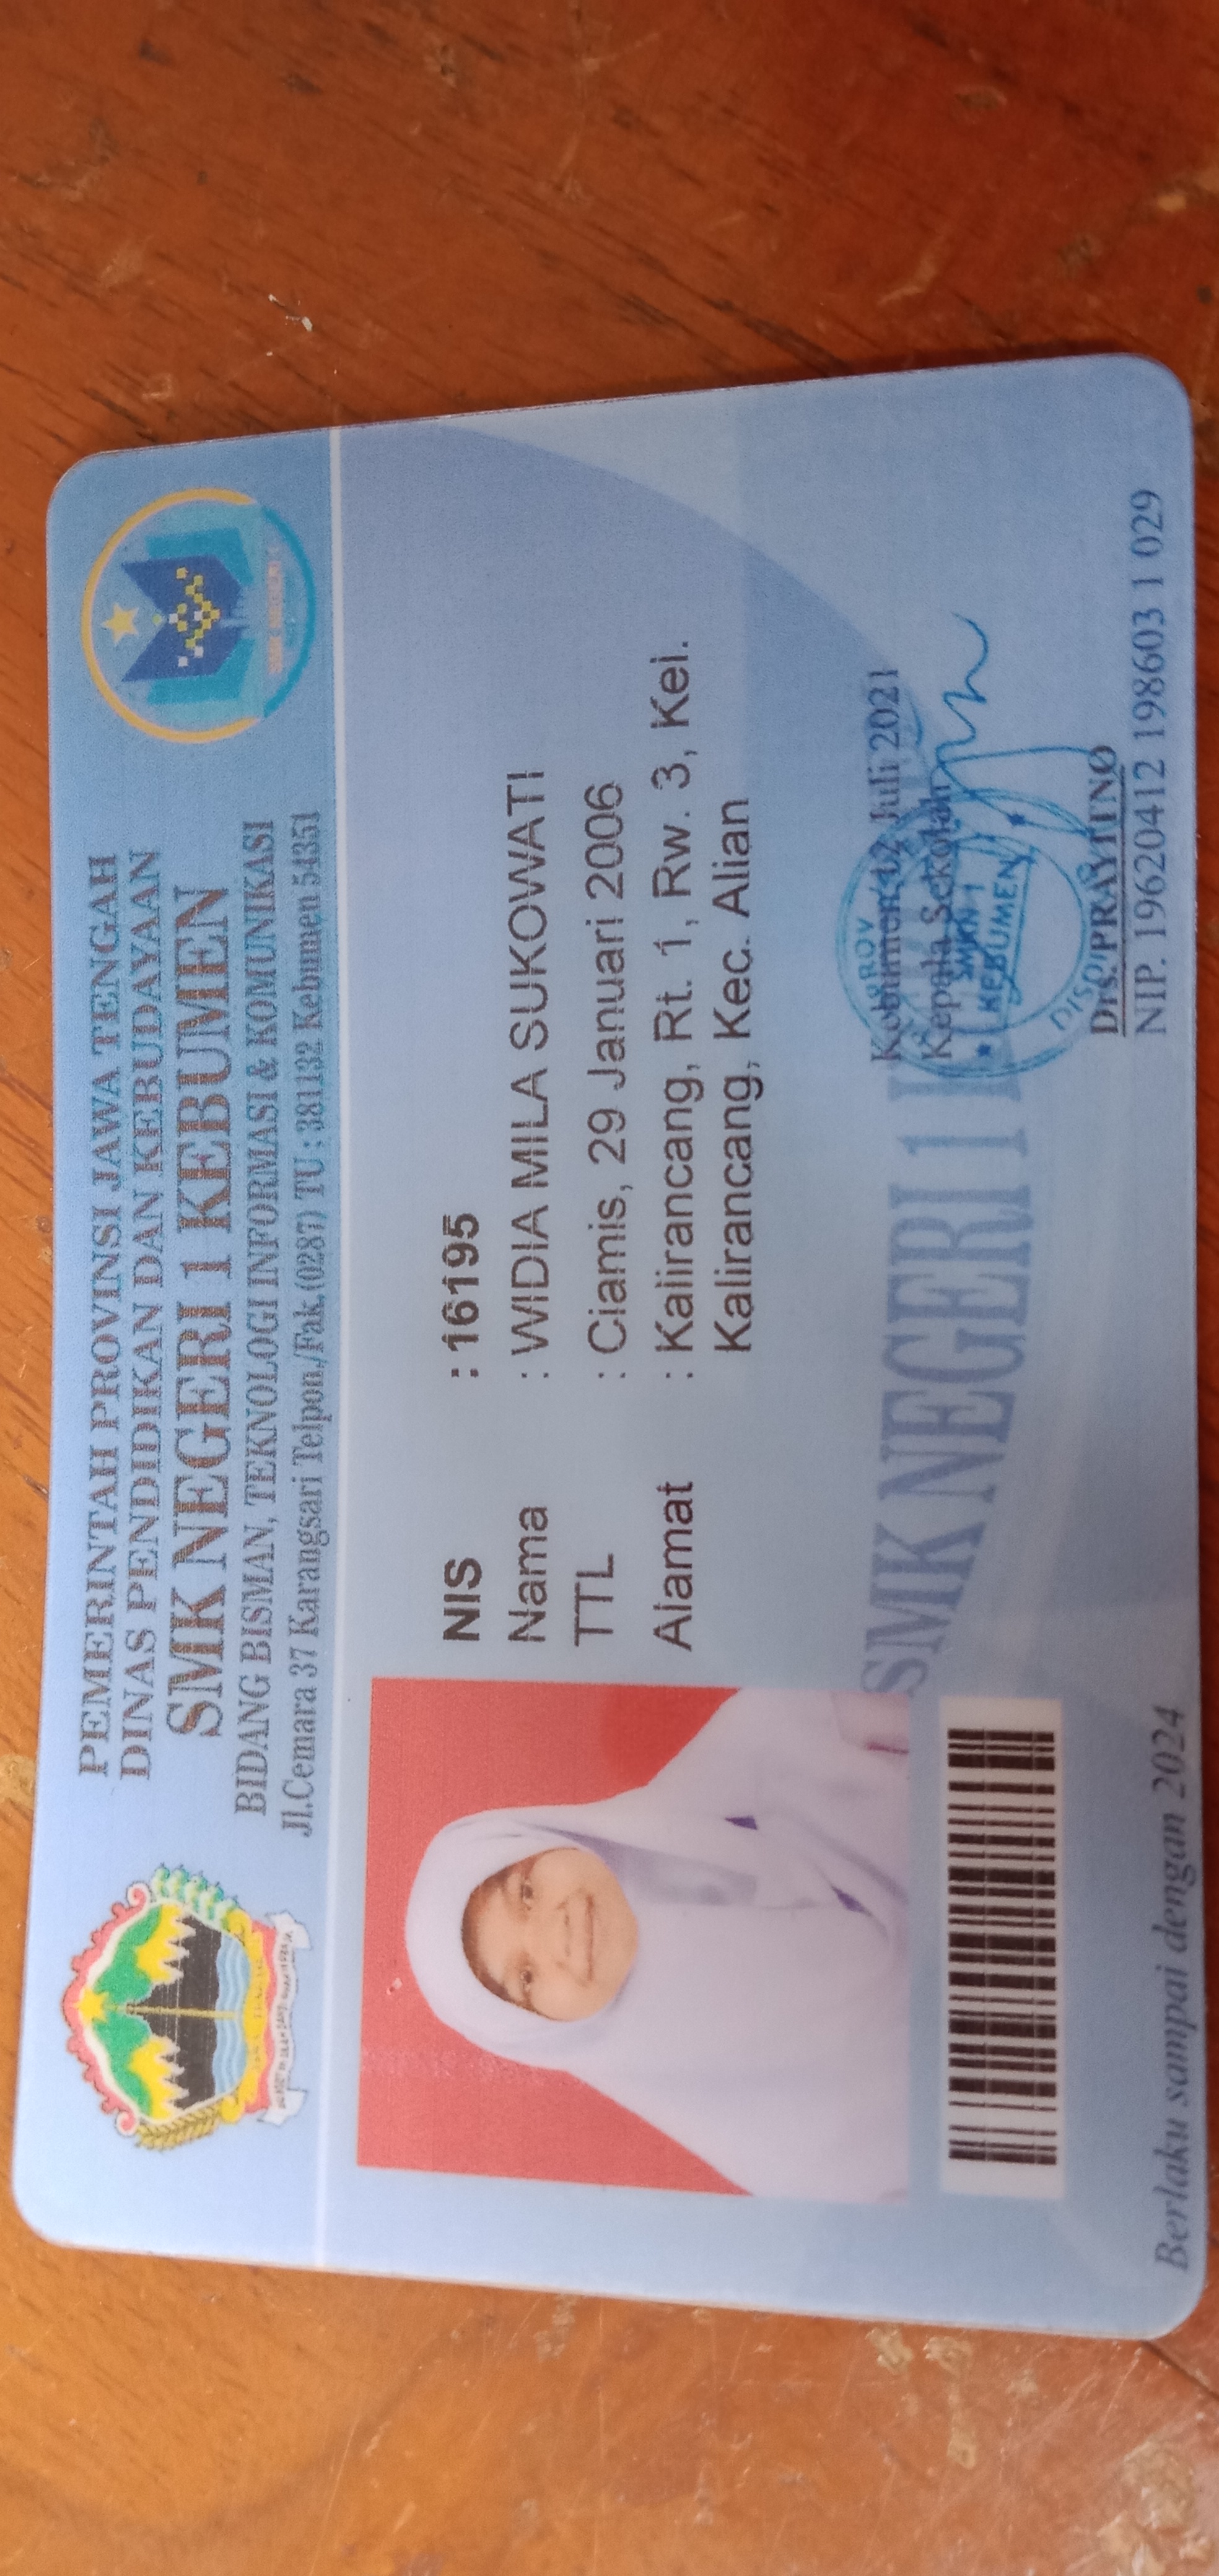 PEMERINTAH PROVINSI JAWA TENGAH
DINAS PENDIDIKAN DAN KEBUDAYAAN
SMK NEGERI 1 KEBUMEN
BIDANG BISMAN, TEKNOLOGI INFORMASI & KOMUNIKASI
Jl.Cemara 37 Karangsari Telpon./Fak.(0287) TU : 381132 Kebumen 54351
NIS : 16195
Nama : WIDIA MILA SUKOWATI
TTL : Ciamis, 29 Januari 2006
Alamat : Kalirancang, Rt. 1, Rw. 3, Kel.
Kalirancang, Kec. Alian
SMK NEGERI 1
Kebumen, 12 Juli 2021
Kepala Sekolah
PROV
SMKN 1
KEBUMEN
Drs. PRAYITNO
NIP. 19620412 198603 1 029
Berlaku sampai dengan 2024